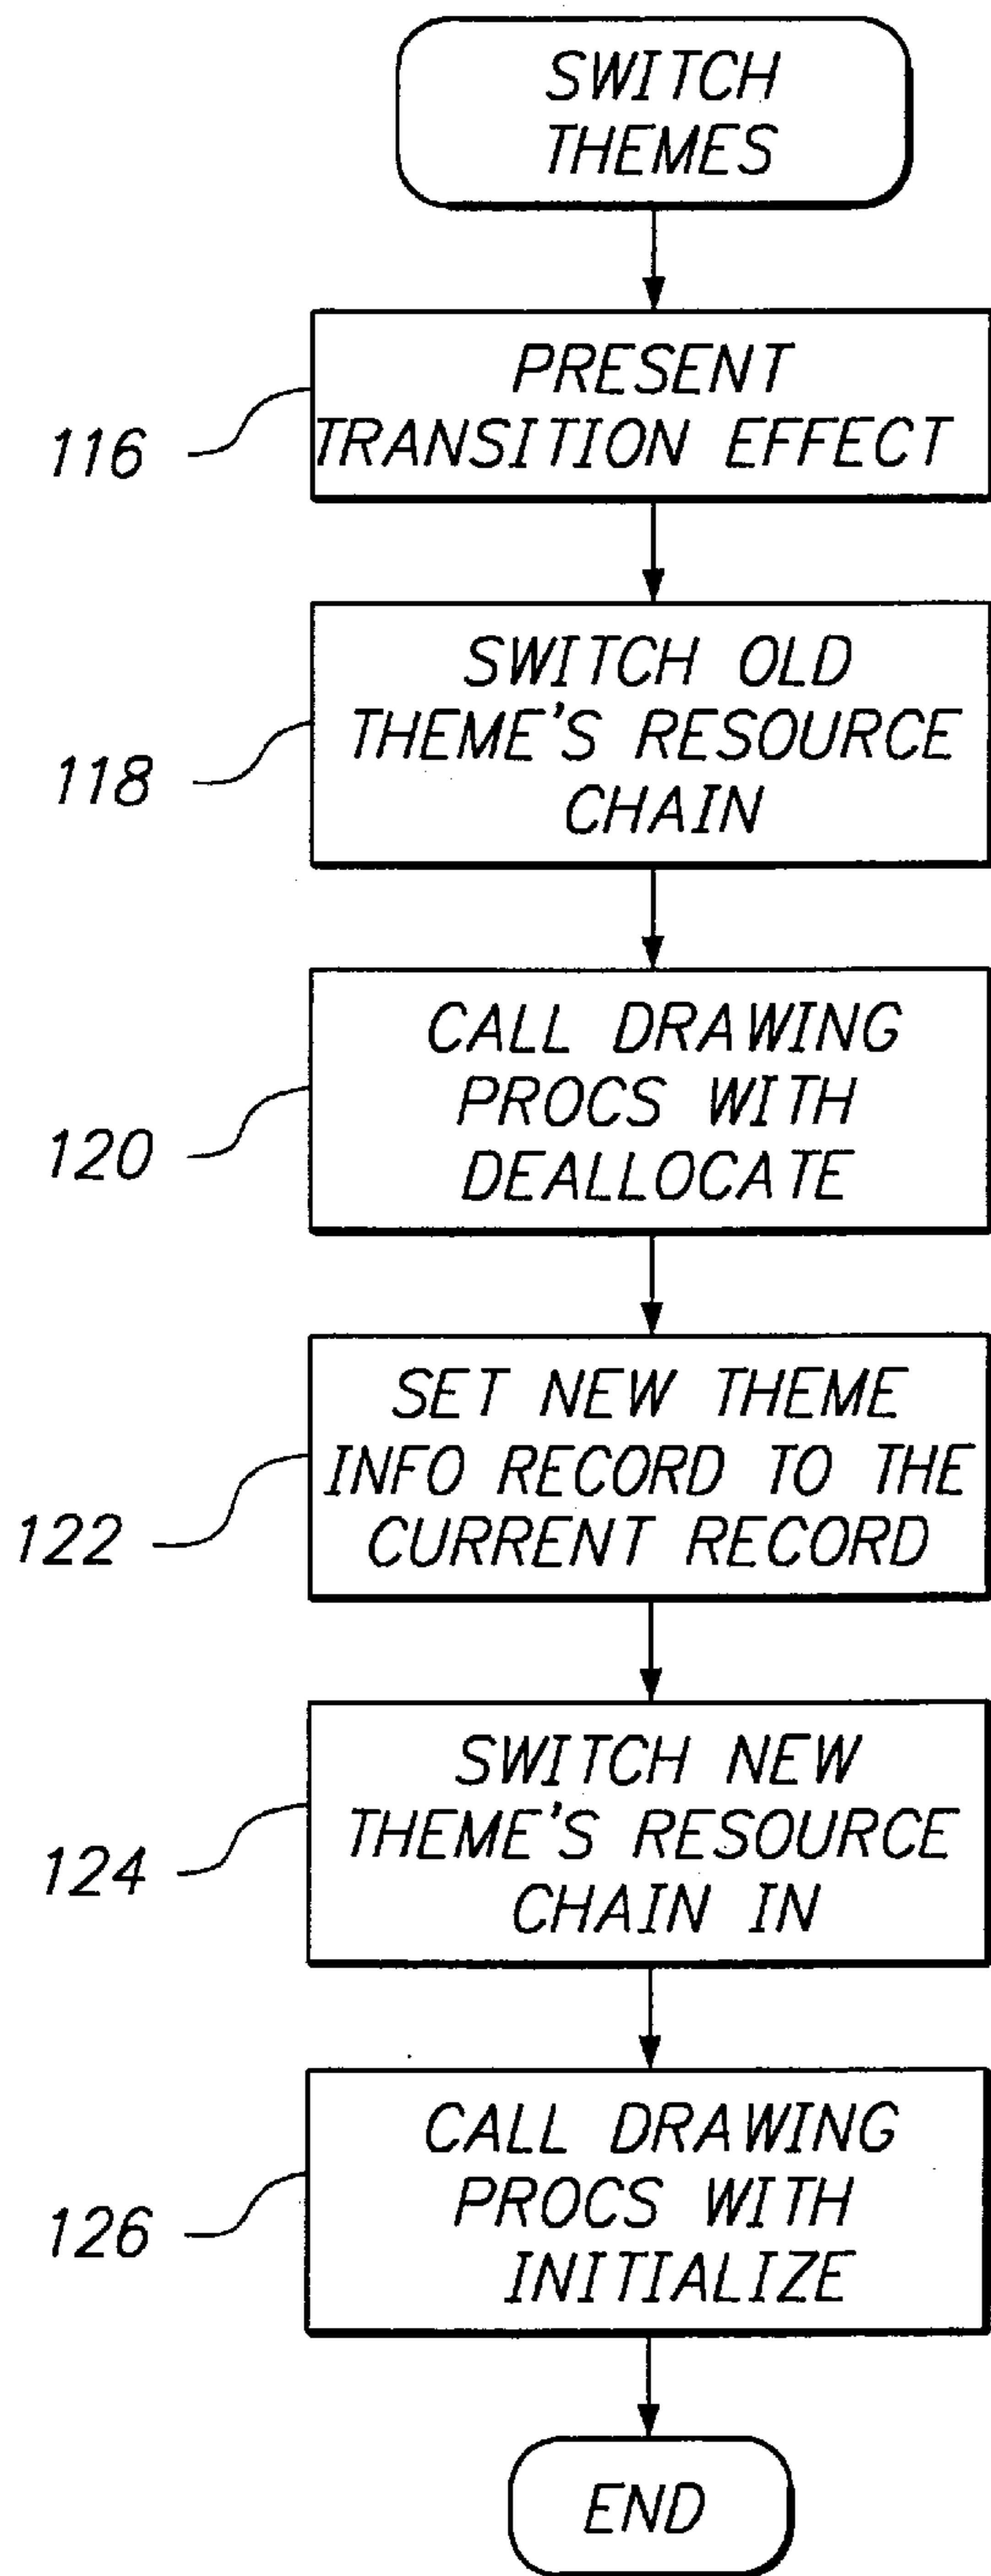 SWITCH
THEMES
PRESENT
TRANSITION EFFECT
116
SWITCH OLD
THEME'S RESOURCE
CHAIN
118
CALL DRAWING
PROCS WITH
DEALLOCATE
120
SET NEW THEME
INFO RECORD TO THE
CURRENT RECORD
122
SWITCH NEW
THEME'S RESOURCE
CHAIN IN
124
CALL DRAWING
PROCS WITH
INITIALIZE
126
END